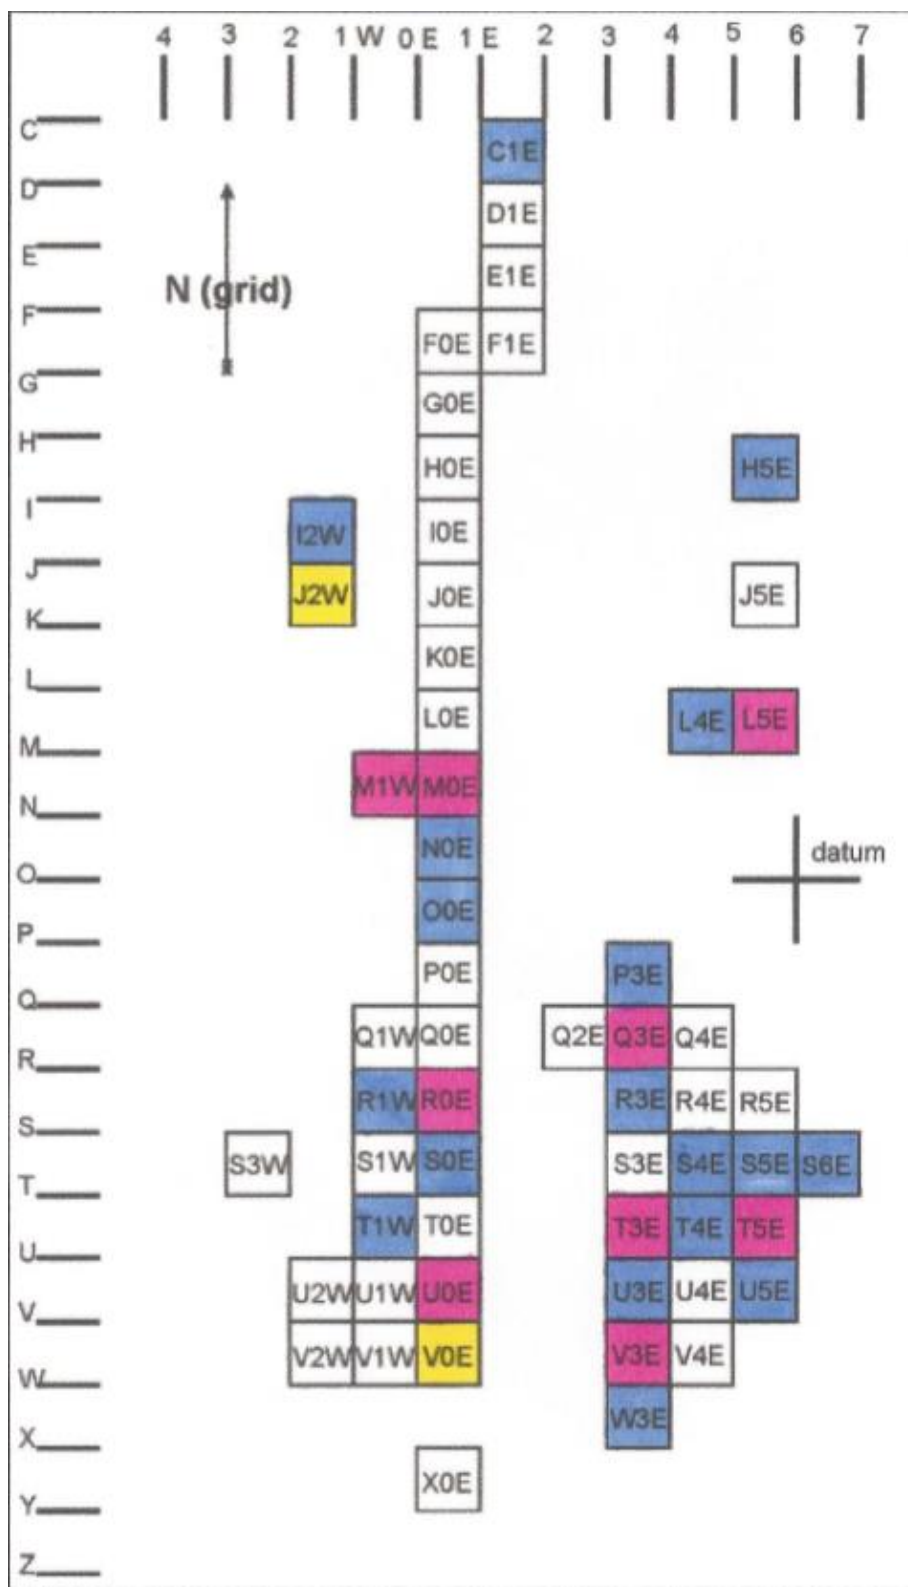 4 3 2 1 W 0 E 1 E 2 3 4 5 6 7
C
C1E
D
D1E
E
E1E
N (grid)
F
F0E F1E
G
G0E
H
H0E H5E
I
I2W I0E
J
J2W J0E J5E
K
K0E
L
L0E L4E L5E
M
M1W M0E
N
N0E
datum
O
O0E
P
P0E P3E
Q
Q1W Q0E Q2E Q3E Q4E
R
R1W R0E R3E R4E R5E
S
S3W S1W S0E S3E S4E S5E S6E
T
T1W T0E T3E T4E T5E
U
U2W U1W U0E U3E U4E U5E
V
V2W V1W V0E V3E V4E
W
W3E
X
X0E
Y
Z